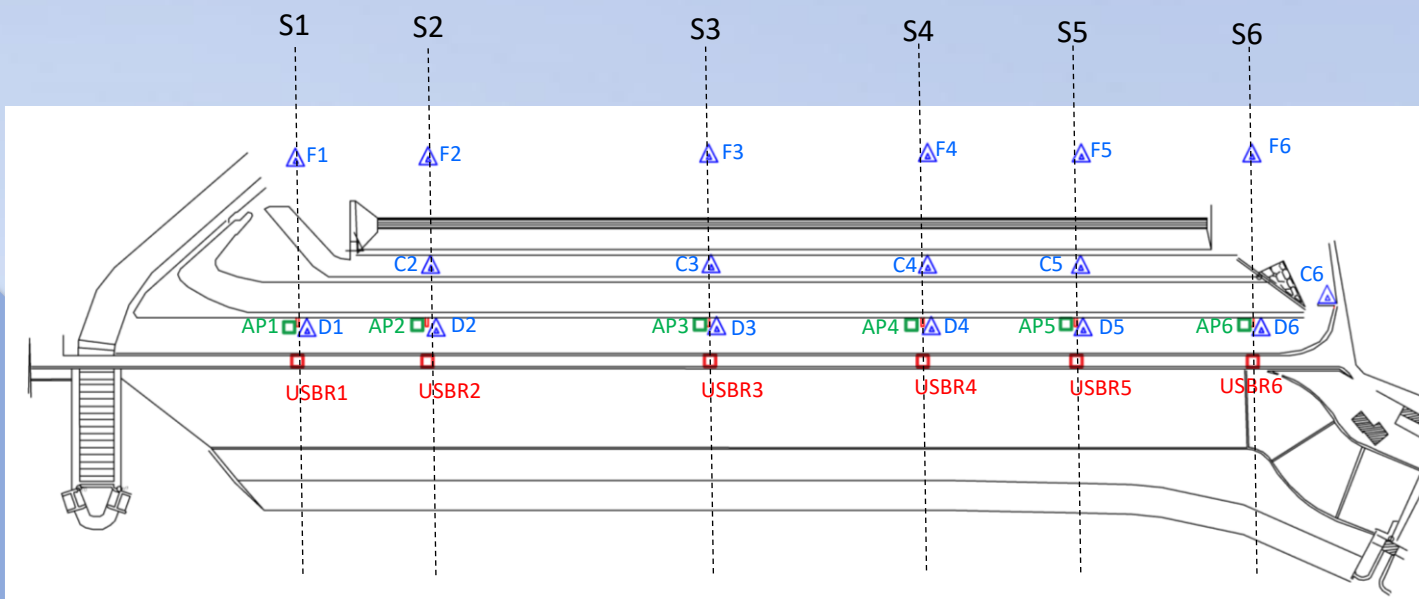 S1 S2 S3 S4 S5 S6
F1 F2 F3 F4 F5 F6
C2 C3 C4 C5 C6
AP1 D1 AP2 D2 AP3 D3 AP4 D4 AP5 D5 AP6 D6
USBR1 USBR2 USBR3 USBR4 USBR5 USBR6